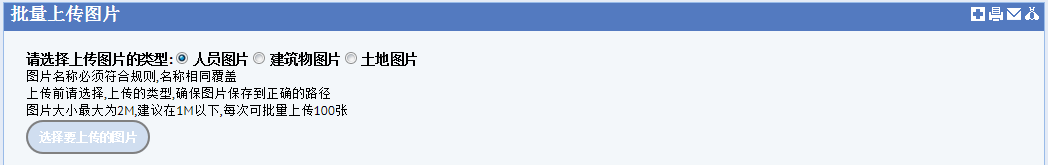 批量上传图片
请选择上传图片的类型: 人员图片 建筑物图片 土地图片
图片名称必须符合规则,名称相同覆盖
上传前请选择,上传的类型,确保图片保存到正确的路径
图片大小最大为2M,建议在1M以下,每次可批量上传100张
选择要上传的图片